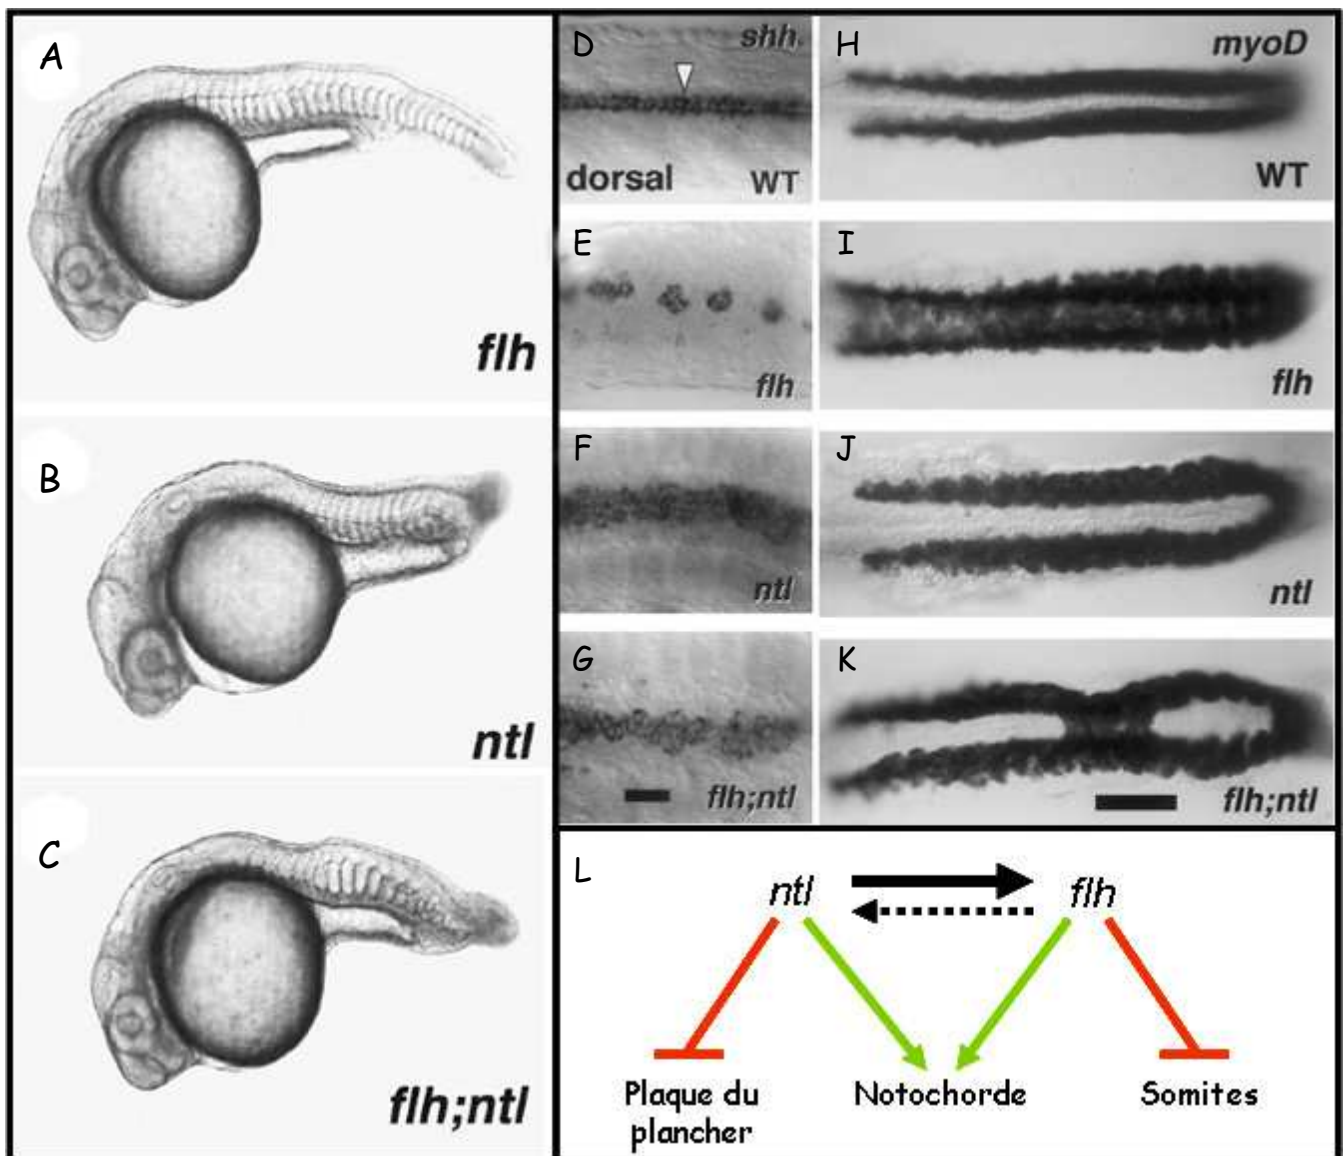 A
flh
B
ntl
C
flh;ntl
D
shh
dorsal WT
E
flh
F
ntl
G
flh;ntl
H
myoD
WT
I
flh
J
ntl
K
flh;ntl
L
ntl flh
Plaque du
plancher
Notochorde
Somites